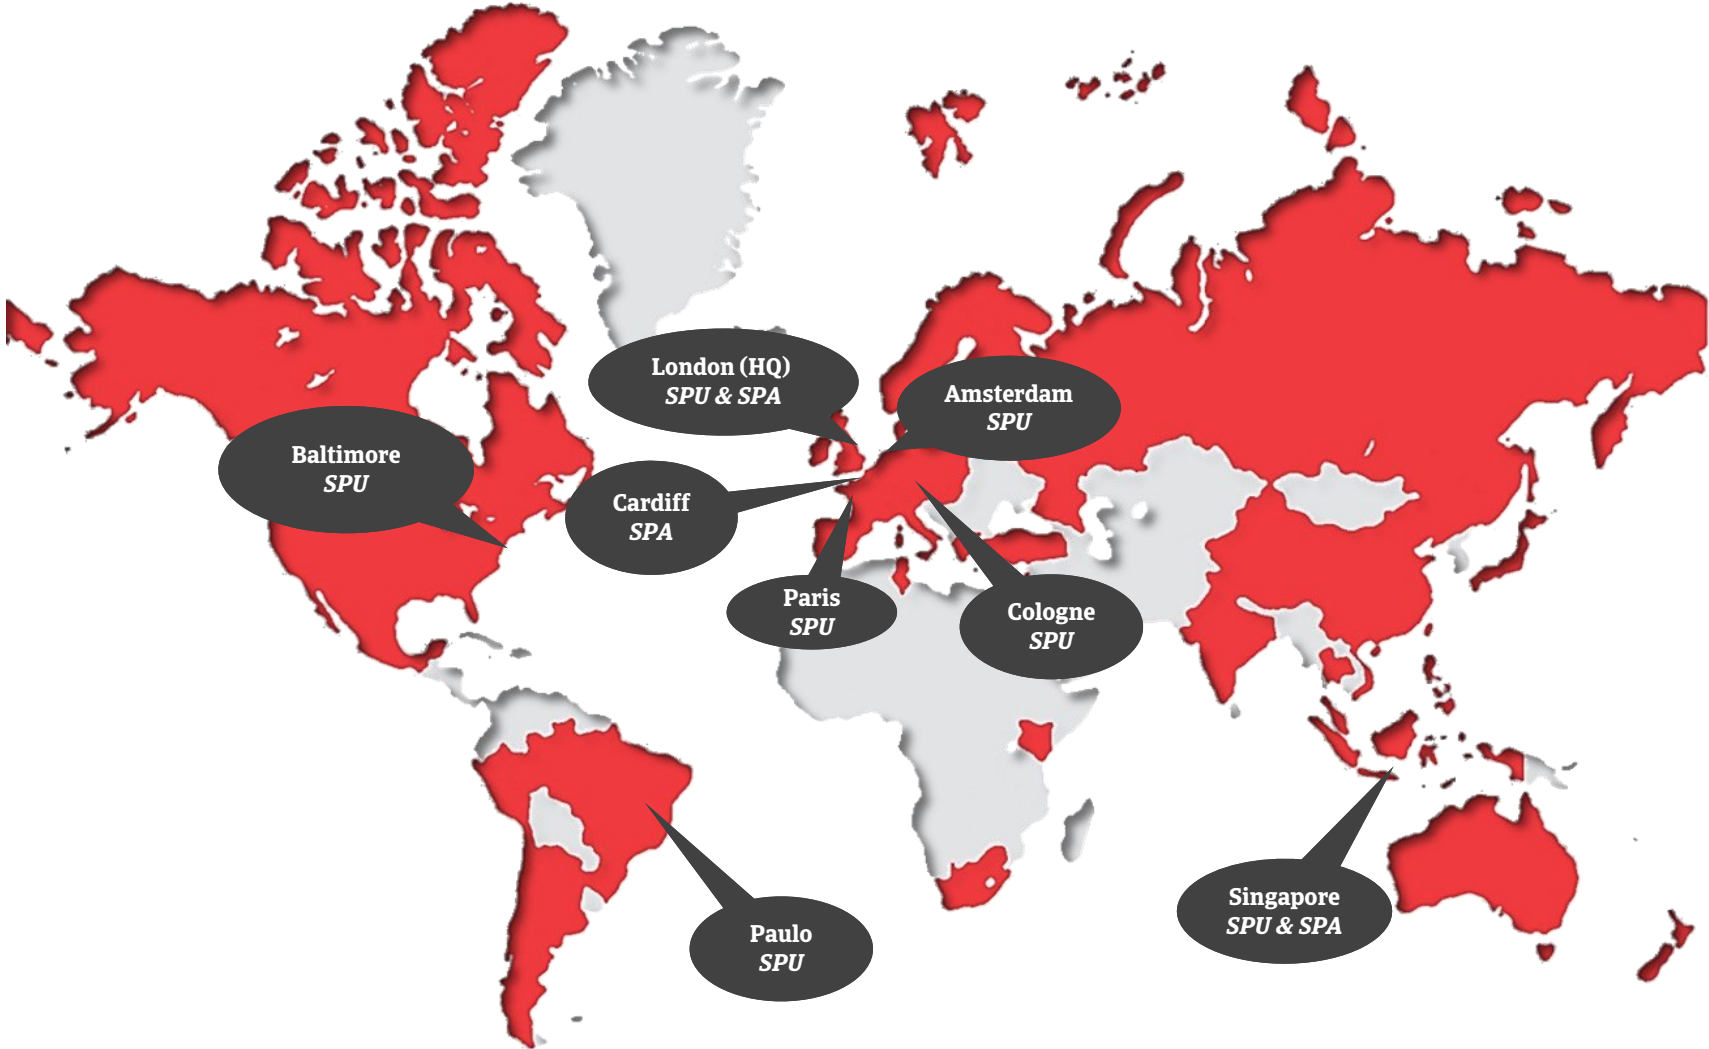 London (HQ)
SPU & SPA
Amsterdam
SPU
Baltimore
SPU
Cardiff
SPA
Paris
SPU
Cologne
SPU
Singapore
SPU & SPA
Paulo
SPU